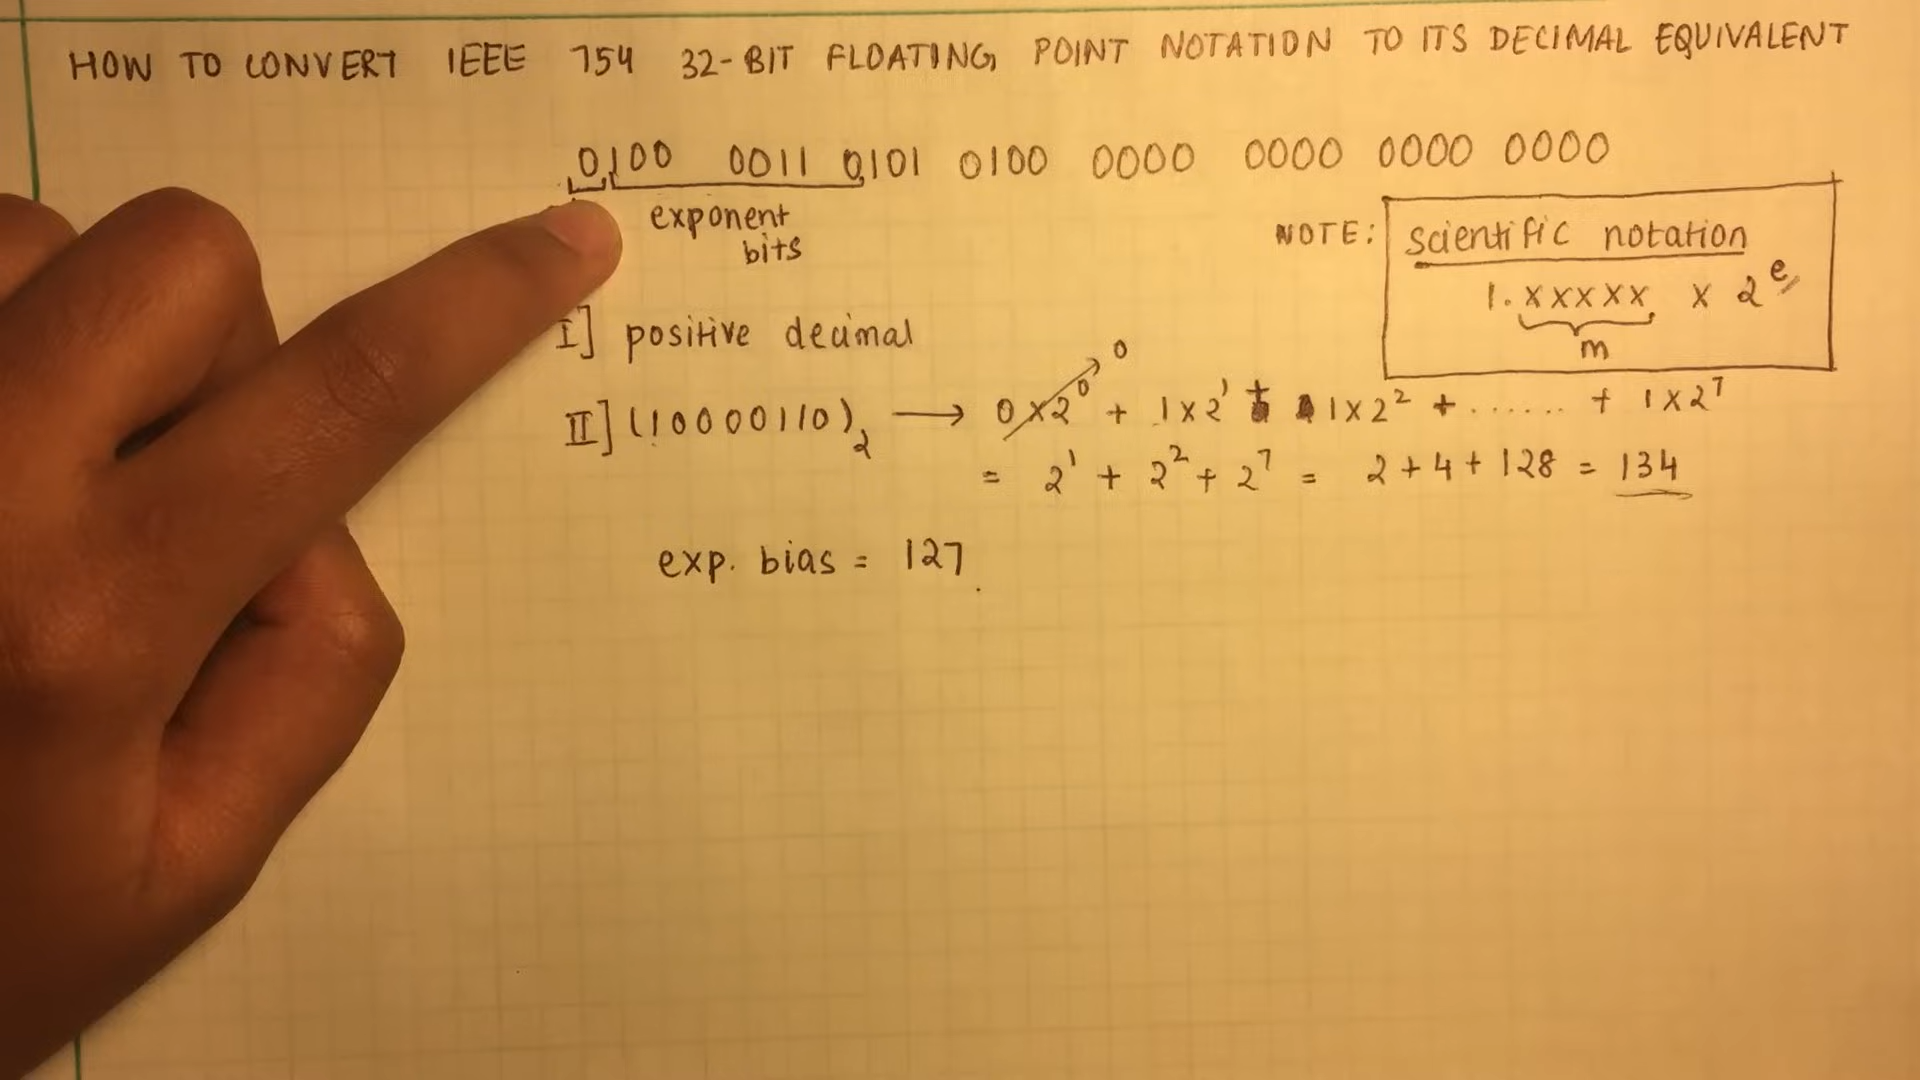 HOW TO CONVERT IEEE 754 32-BIT FLOATING POINT NOTATION TO ITS DECIMAL EQUIVALENT
0100 0011 0101 0100 0000 0000 0000 0000
exponent
bits
NOTE:
scientific notation
1.xxxxx x 2^e
m
I] positive decimal
II] (10000110)₂ → 0x2⁰ + 1x2¹ + 1x2² + ...... + 1x2⁷
0
= 2¹ + 2² + 2⁷ = 2+4+128 = 134
exp. bias = 127